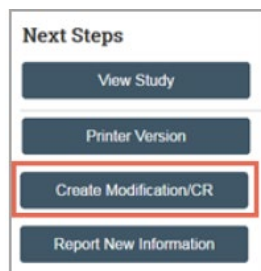 Next Steps
View Study
Printer Version
Create Modification/CR
Report New Information